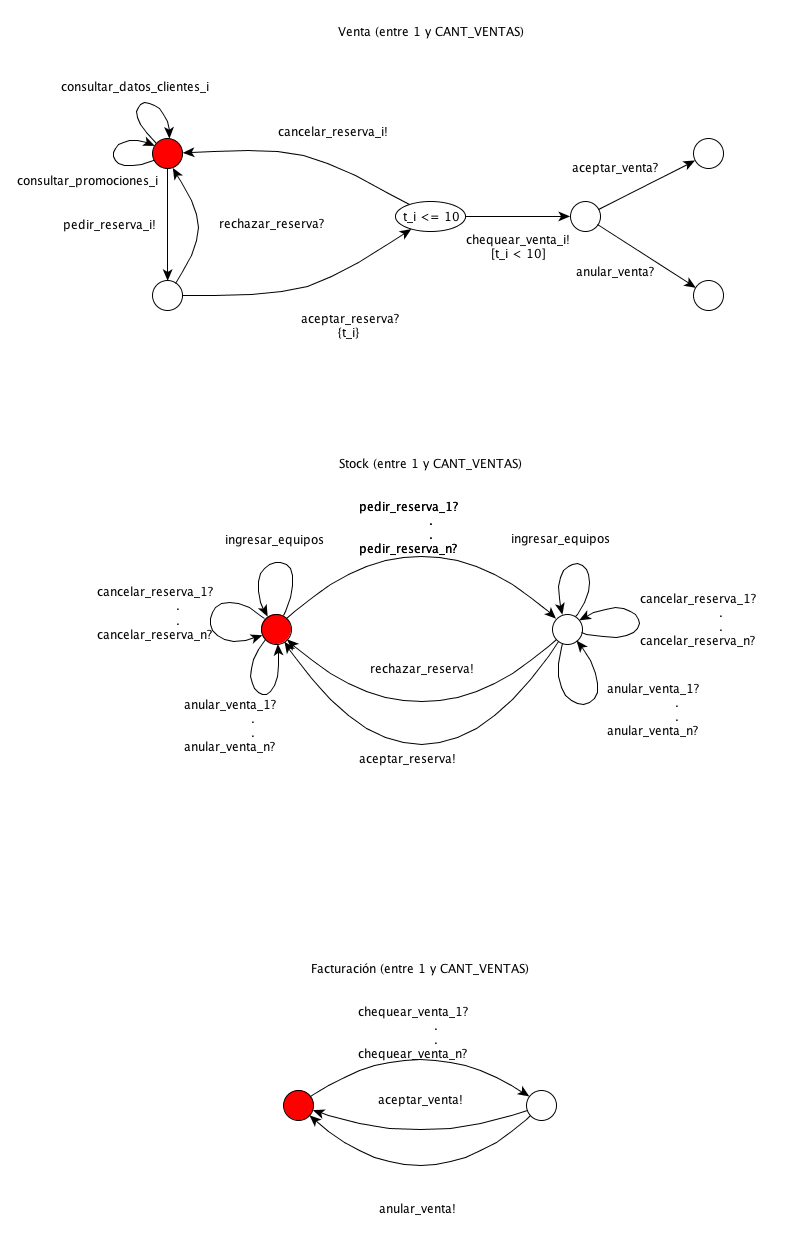 Venta (entre 1 y CANT_VENTAS)
consultar_datos_clientes_i
cancelar_reserva_i!
aceptar_venta?
consultar_promociones_i
pedir_reserva_i!
rechazar_reserva?
t_i <= 10
chequear_venta_i!
[t_i < 10]
anular_venta?
aceptar_reserva?
{t_i}
Stock (entre 1 y CANT_VENTAS)
pedir_reserva_1?
.
.
pedir_reserva_n?
ingresar_equipos
ingresar_equipos
cancelar_reserva_1?
.
.
cancelar_reserva_n?
cancelar_reserva_1?
.
.
cancelar_reserva_n?
rechazar_reserva!
anular_venta_1?
.
.
anular_venta_n?
anular_venta_1?
.
.
anular_venta_n?
aceptar_reserva!
Facturación (entre 1 y CANT_VENTAS)
chequear_venta_1?
.
.
chequear_venta_n?
aceptar_venta!
anular_venta!